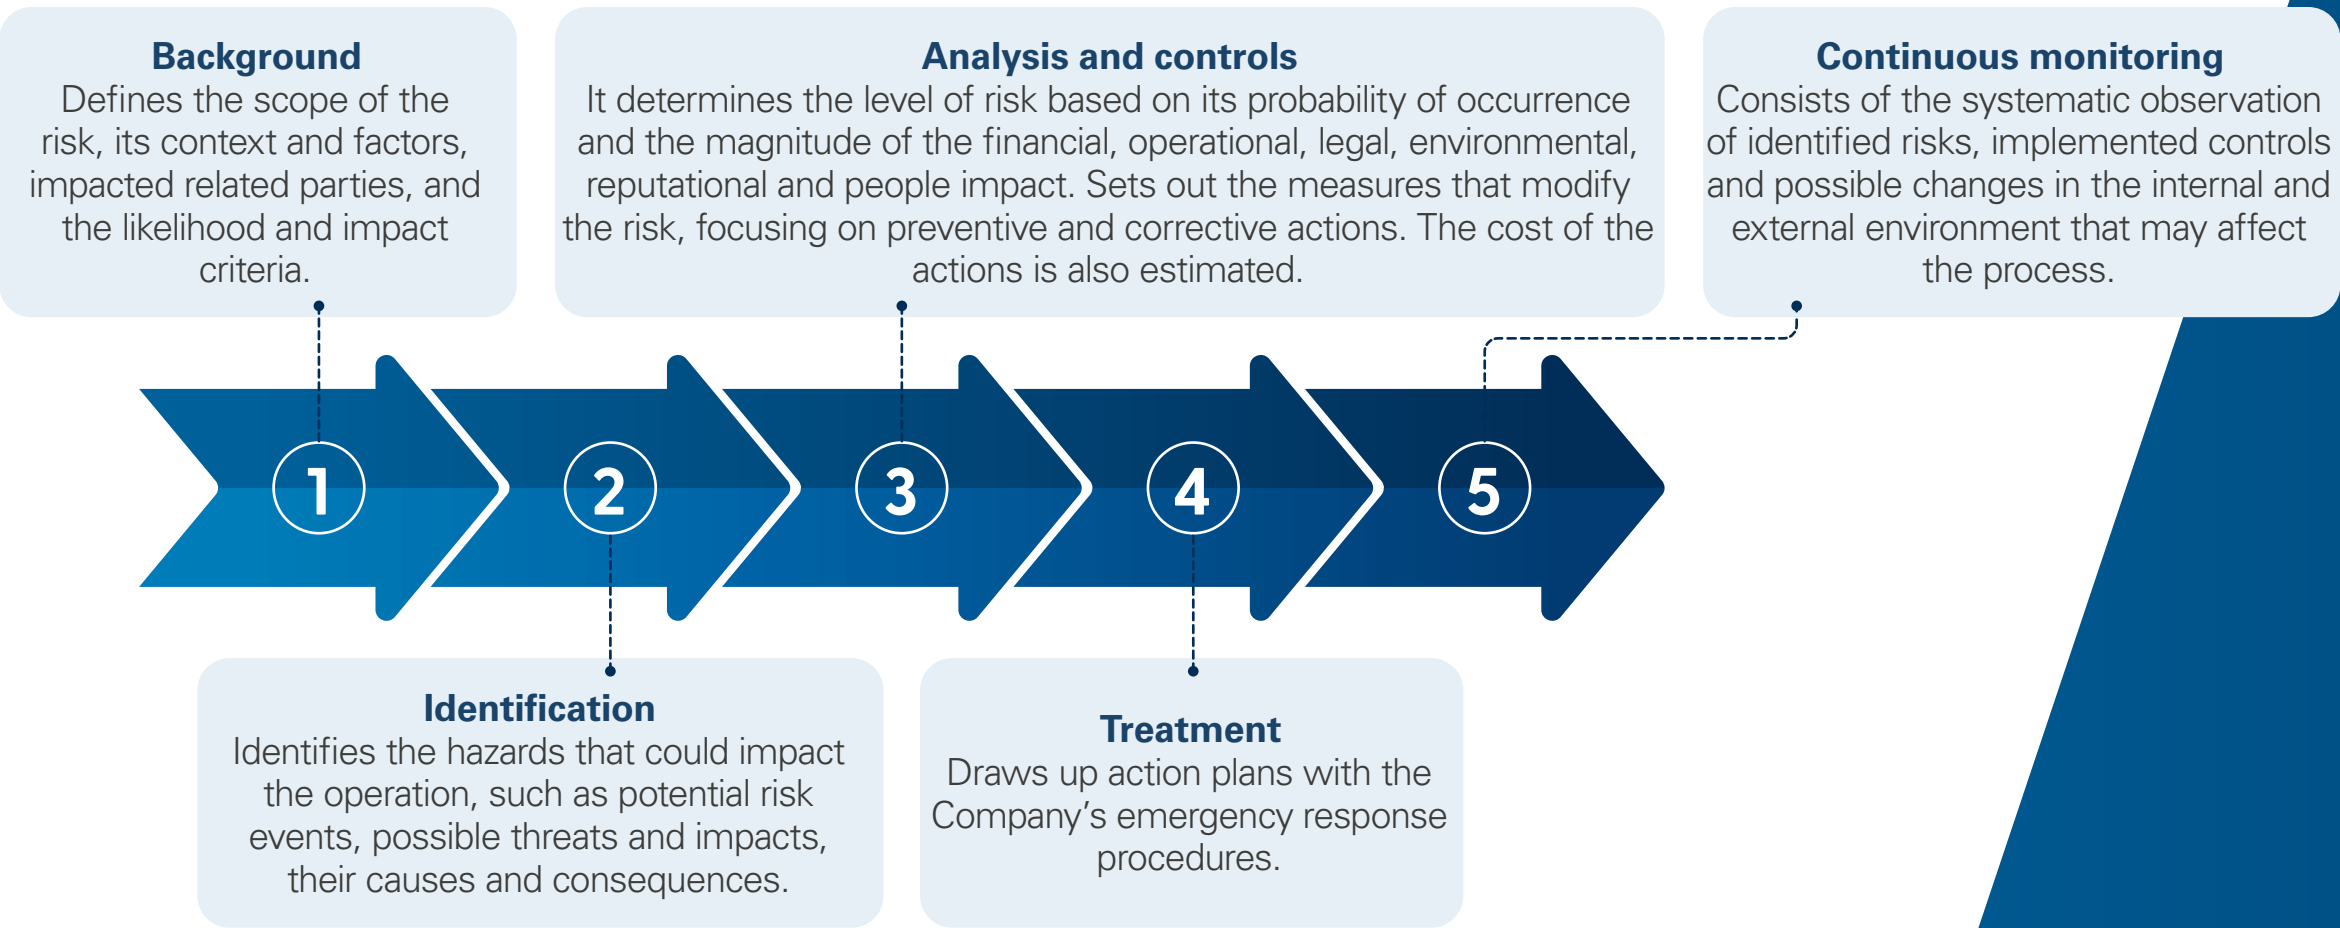 Background
Defines the scope of the
risk, its context and factors,
impacted related parties, and
the likelihood and impact
criteria.
Analysis and controls
It determines the level of risk based on its probability of occurrence
and the magnitude of the financial, operational, legal, environmental,
reputational and people impact. Sets out the measures that modify
the risk, focusing on preventive and corrective actions. The cost of the
actions is also estimated.
Continuous monitoring
Consists of the systematic observation
of identified risks, implemented controls
and possible changes in the internal and
external environment that may affect
the process.
1
2
3
4
5
Identification
Identifies the hazards that could impact
the operation, such as potential risk
events, possible threats and impacts,
their causes and consequences.
Treatment
Draws up action plans with the
Company’s emergency response
procedures.